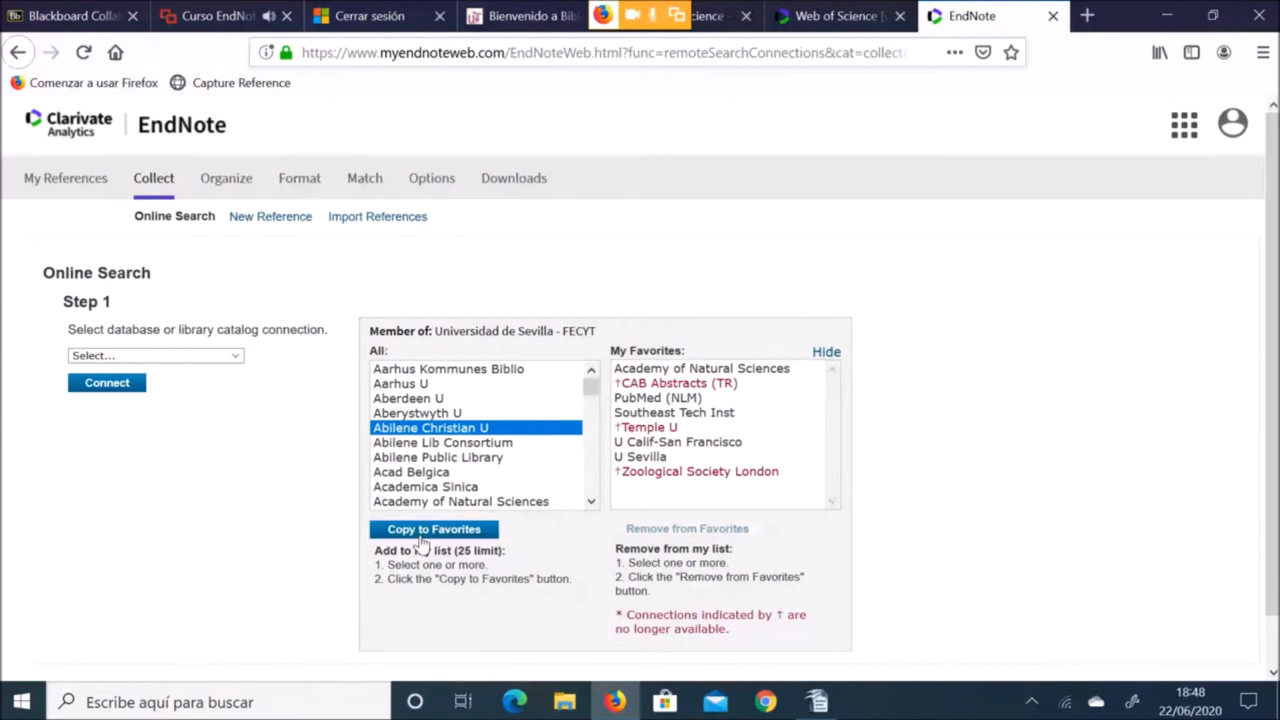 Blackboard Colla
Curso EndNot
Cerrar sesión
Bienvenido a Bib
cience -
Web of Science [v
EndNote
https://www.myendnoteweb.com/EndNoteWeb.html?func=remoteSearchConnections&cat=collect
Comenzar a usar Firefox
Capture Reference
Clarivate
Analytics
EndNote
My References
Collect
Organize
Format
Match
Options
Downloads
Online Search
New Reference
Import References
Online Search
Step 1
Select database or library catalog connection.
Select...
Connect
Member of: Universidad de Sevilla - FECYT
All:
Aarhus Kommunes Biblio
Aarhus U
Aberdeen U
Aberystwyth U
Abilene Christian U
Abilene Lib Consortium
Abilene Public Library
Acad Belgica
Academica Sinica
Academy of Natural Sciences
Copy to Favorites
Add to list (25 limit):
1. Select one or more.
2. Click the "Copy to Favorites" button.
My Favorites:
Hide
Academy of Natural Sciences
†CAB Abstracts (TR)
PubMed (NLM)
Southeast Tech Inst
†Temple U
U Calif-San Francisco
U Sevilla
†Zoological Society London
Remove from Favorites
Remove from my list:
1. Select one or more.
2. Click the "Remove from Favorites"
button.
* Connections indicated by † are
no longer available.
Escribe aquí para buscar
18:48
22/06/2020